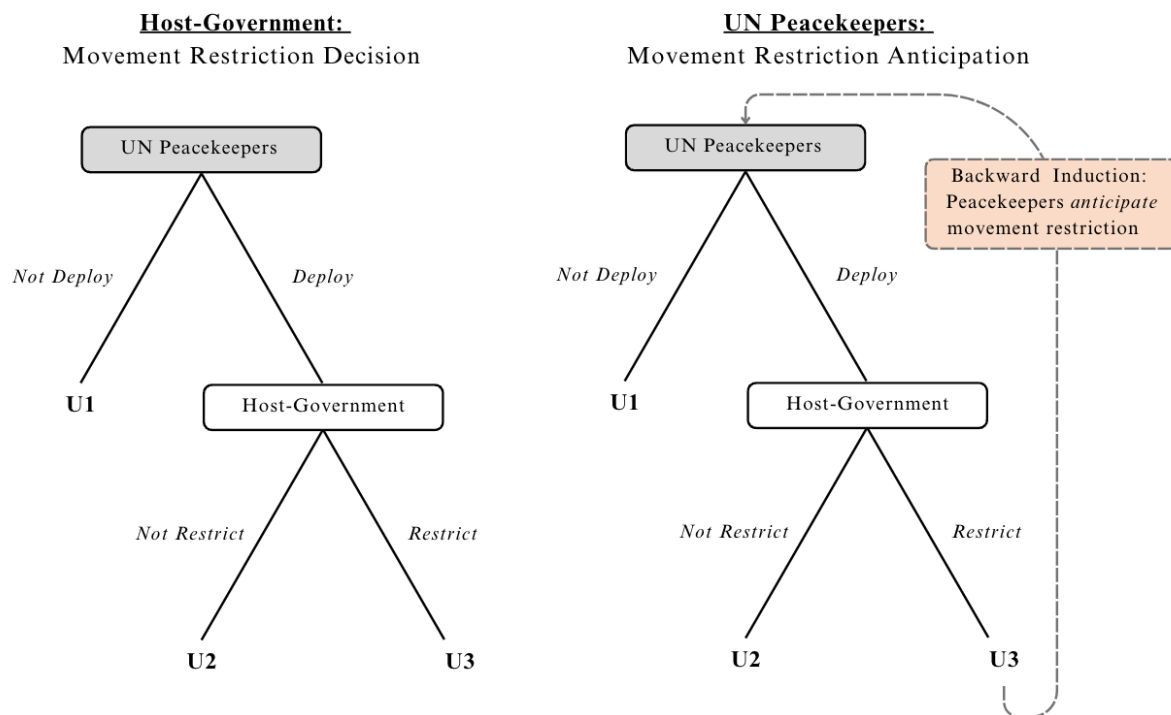 Host-Government:
Movement Restriction Decision
UN Peacekeepers
Not Deploy
Deploy
U1
Host-Government
Not Restrict
Restrict
U2
U3
UN Peacekeepers:
Movement Restriction Anticipation
UN Peacekeepers
Backward Induction:
Peacekeepers anticipate
movement restriction
Not Deploy
Deploy
U1
Host-Government
Not Restrict
Restrict
U2
U3